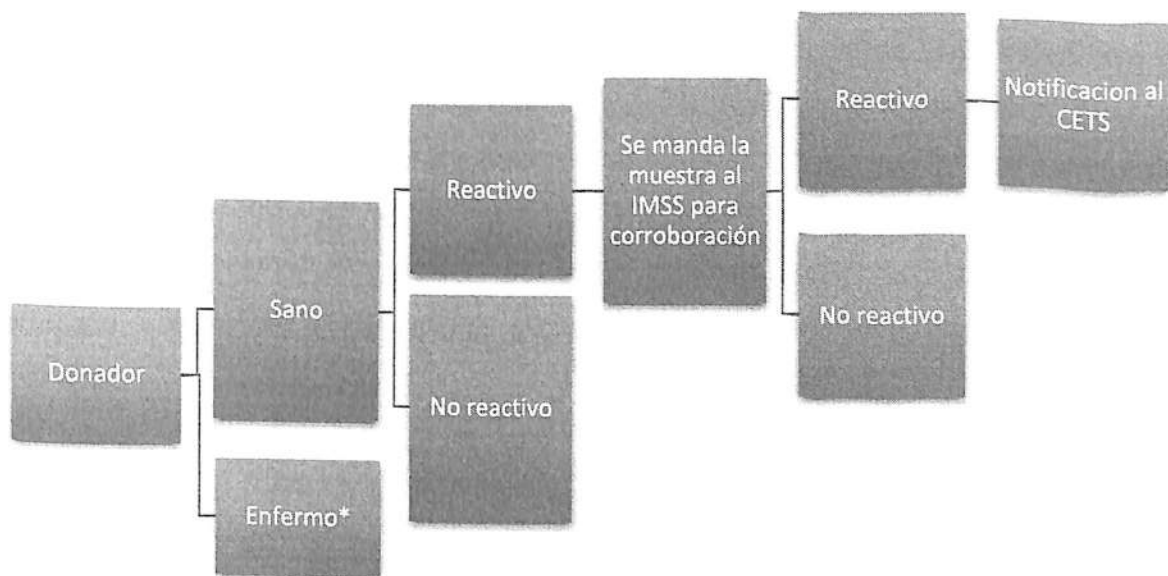 Donador
Sano
Enfermo*
Reactivo
No reactivo
Se manda la
muestra al
IMSS para
corroboración
Reactivo
No reactivo
Notificacion al
CETS